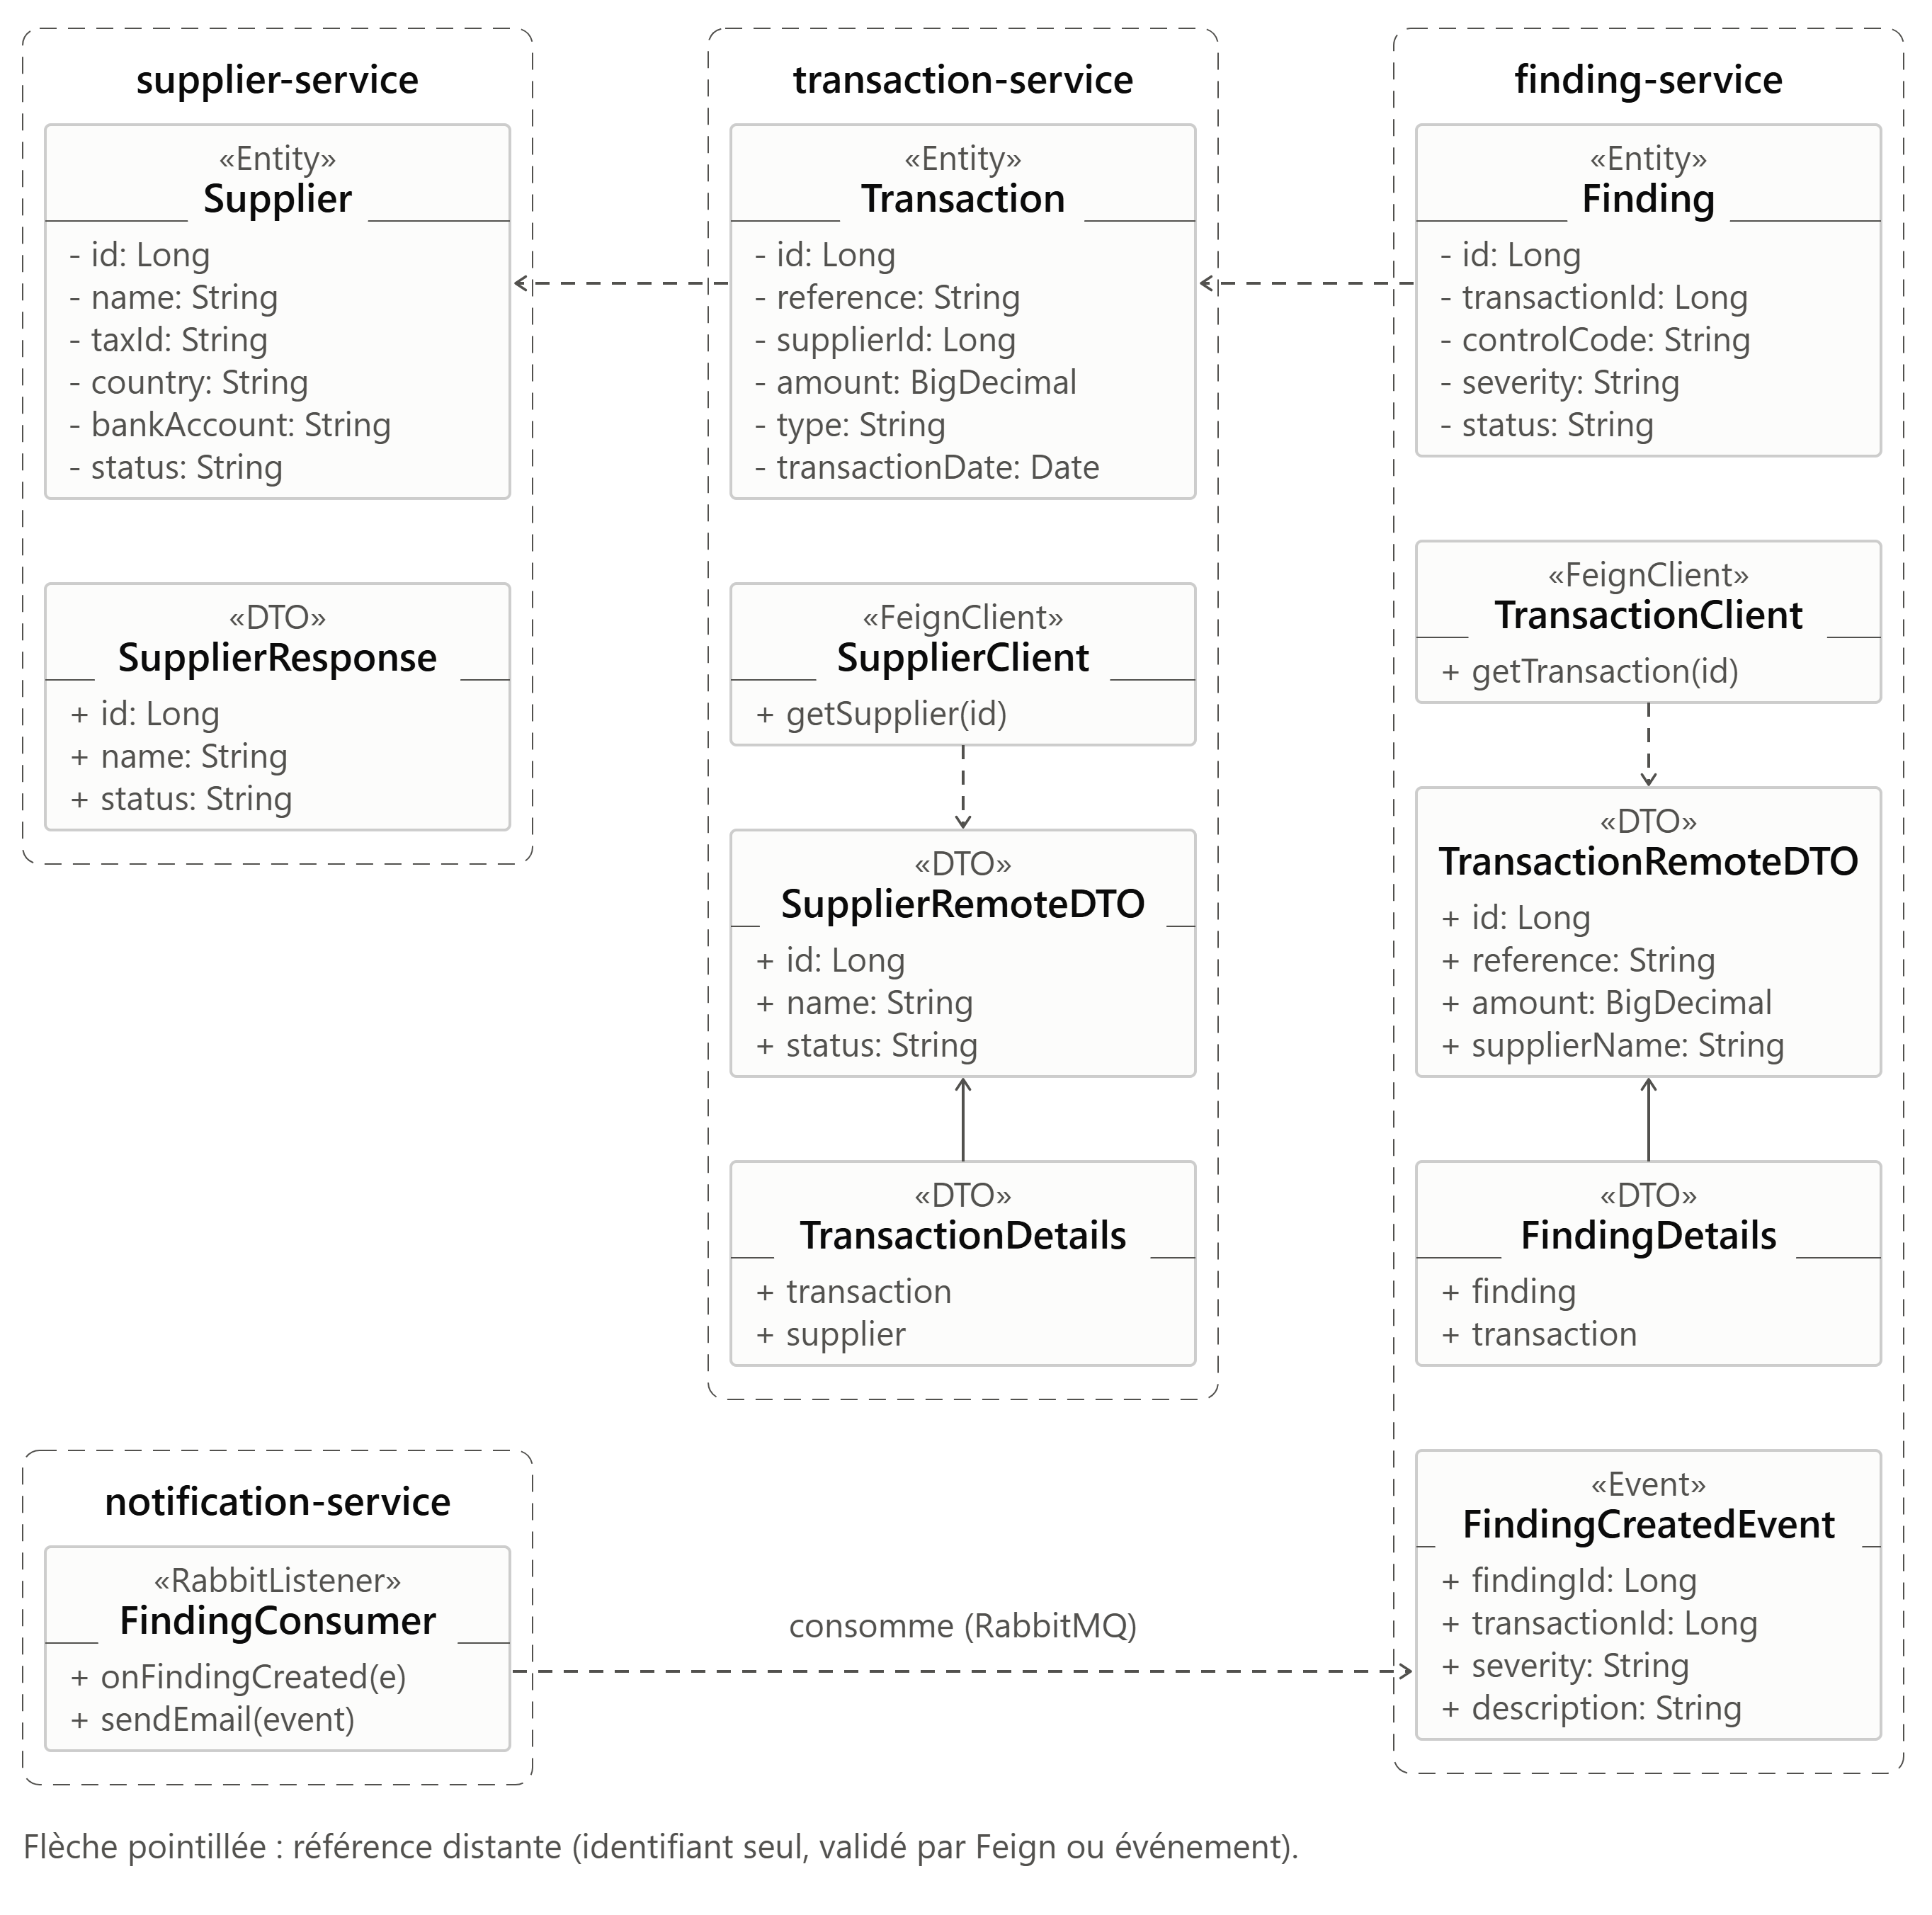 supplier-service
«Entity»
Supplier
- id: Long
- name: String
- taxId: String
- country: String
- bankAccount: String
- status: String
«DTO»
SupplierResponse
+ id: Long
+ name: String
+ status: String
transaction-service
«Entity»
Transaction
- id: Long
- reference: String
- supplierId: Long
- amount: BigDecimal
- type: String
- transactionDate: Date
«FeignClient»
SupplierClient
+ getSupplier(id)
«DTO»
SupplierRemoteDTO
+ id: Long
+ name: String
+ status: String
«DTO»
TransactionDetails
+ transaction
+ supplier
finding-service
«Entity»
Finding
- id: Long
- transactionId: Long
- controlCode: String
- severity: String
- status: String
«FeignClient»
TransactionClient
+ getTransaction(id)
«DTO»
TransactionRemoteDTO
+ id: Long
+ reference: String
+ amount: BigDecimal
+ supplierName: String
«DTO»
FindingDetails
+ finding
+ transaction
«Event»
FindingCreatedEvent
+ findingId: Long
+ transactionId: Long
+ severity: String
+ description: String
notification-service
«RabbitListener»
FindingConsumer
+ onFindingCreated(e)
+ sendEmail(event)
consomme (RabbitMQ)
Flèche pointillée : référence distante (identifiant seul, validé par Feign ou événement).